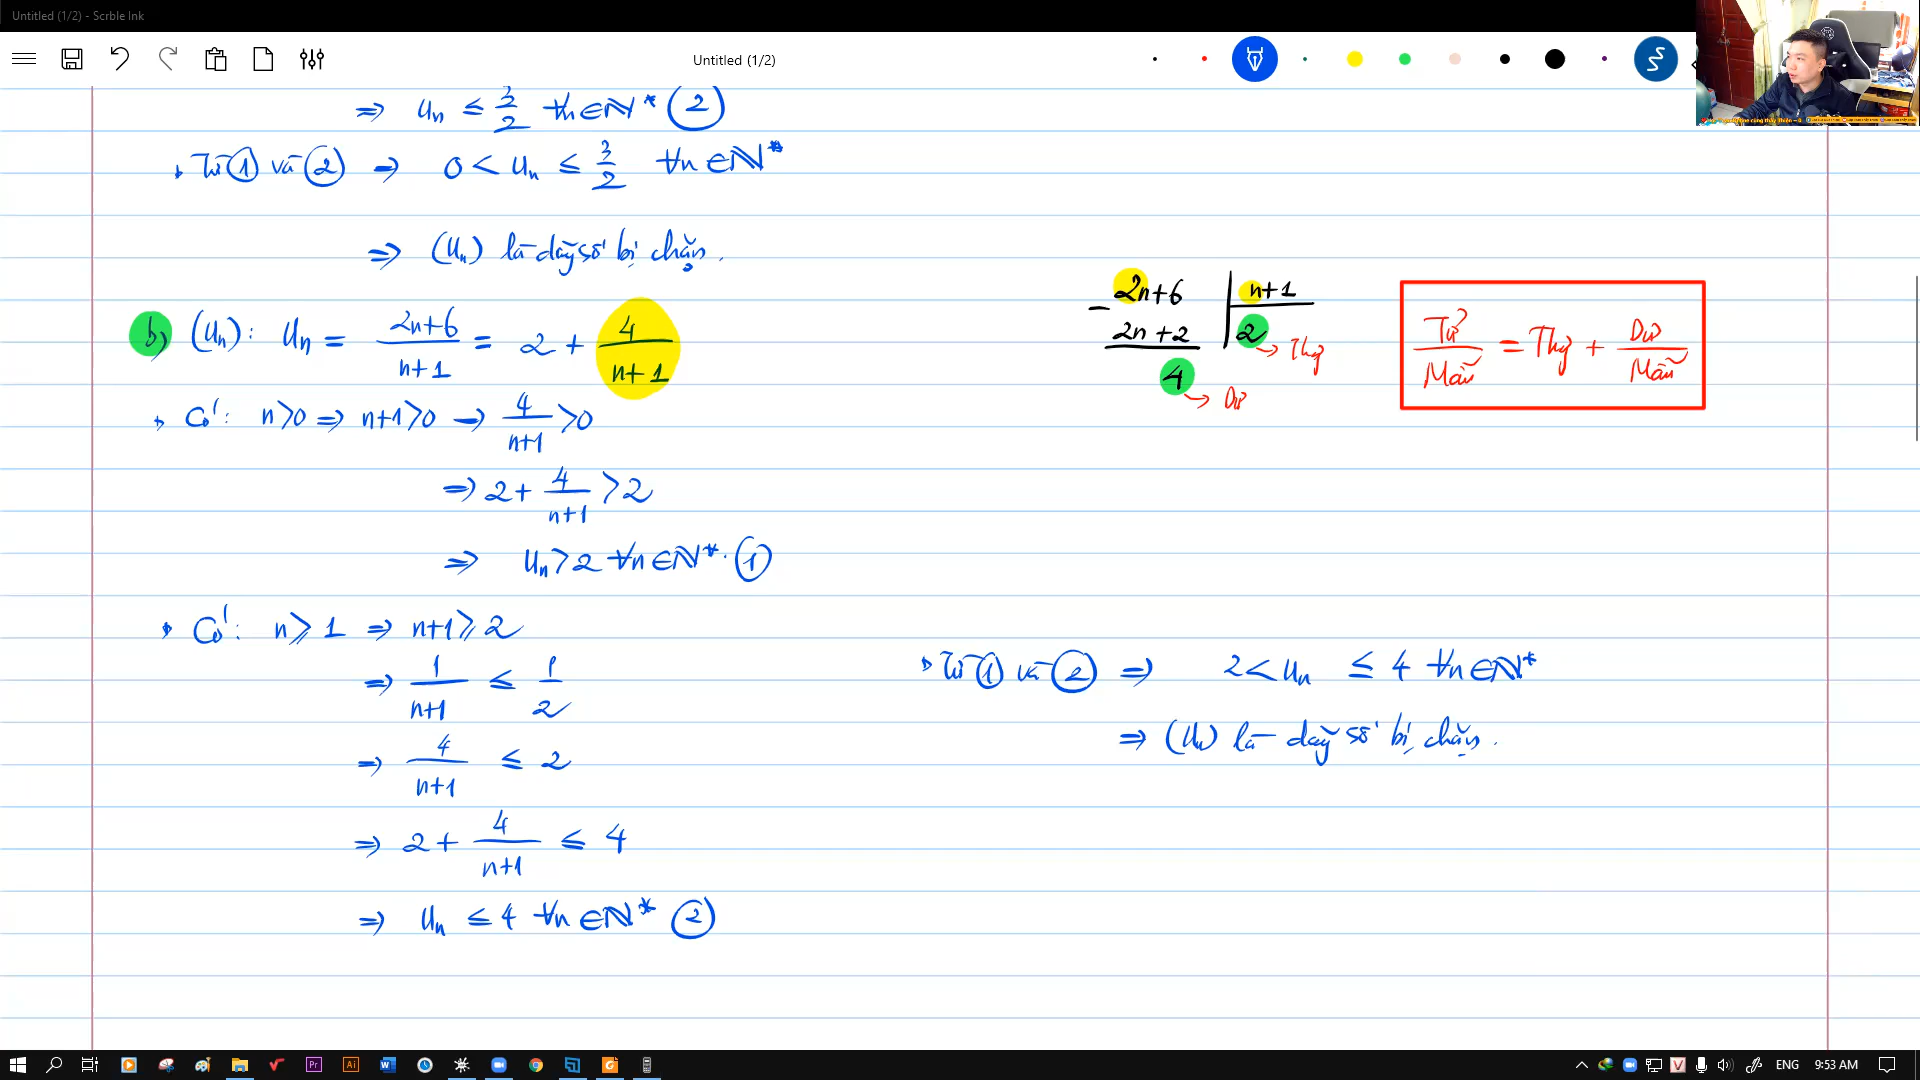 Untitled (1/2) - Scrble Ink
Untitled (1/2)
⇒ Uₙ ≤ 3/2 ∀n ∈ ℕ* (2)
Từ (1) và (2) ⇒ 0 < Uₙ ≤ 3/2 ∀n ∈ ℕ*
⇒ (Uₙ) là dãy số bị chặn.
b) (Uₙ): Uₙ = (2n+6)/(n+1) = 2 + 4/(n+1)
Có: n > 0 ⇒ n+1 > 0 → 4/(n+1) > 0
⇒ 2 + 4/(n+1) > 2
⇒ Uₙ > 2 ∀n ∈ ℕ*. (1)
Có: n ⩾ 1 ⇒ n+1 ⩾ 2
⇒ 1/(n+1) ≤ 1/2
⇒ 4/(n+1) ≤ 2
⇒ 2 + 4/(n+1) ≤ 4
⇒ Uₙ ≤ 4 ∀n ∈ ℕ* (2)
2n+6 | n+1
- 2n+2 | 2 → Thg
4 → Dư
Tử/Mẫu = Thg + Dư/Mẫu
Từ (1) và (2) ⇒ 2 < Uₙ ≤ 4 ∀n ∈ ℕ*
⇒ (Uₙ) là dãy số bị chặn.
ENG
9:53 AM